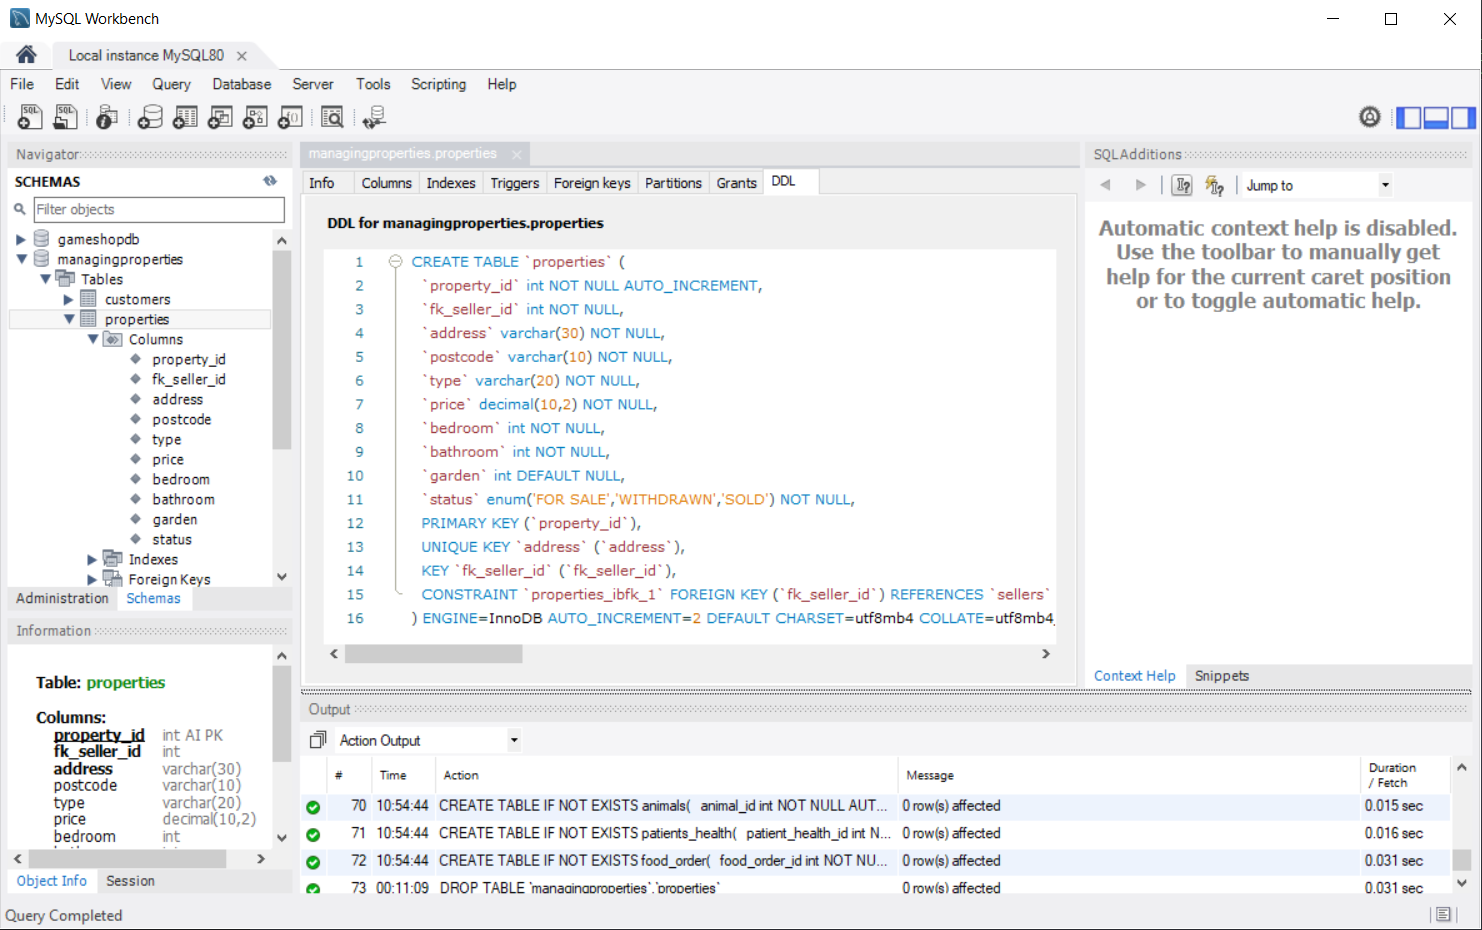 MySQL Workbench
Local instance MySQL80
File Edit View Query Database Server Tools Scripting Help
Navigator
SCHEMAS
Filter objects
gameshopdb
managingproperties
Tables
customers
properties
Columns
property_id
fk_seller_id
address
postcode
type
price
bedroom
bathroom
garden
status
Indexes
Foreign Keys
Administration Schemas
Information
Table: properties
Columns:
property_id int AI PK
fk_seller_id int
address varchar(30)
postcode varchar(10)
type varchar(20)
price decimal(10,2)
bedroom int
Object Info Session
Query Completed
managingproperties.properties
Info Columns Indexes Triggers Foreign keys Partitions Grants DDL
DDL for managingproperties.properties
1 CREATE TABLE `properties` (
2 `property_id` int NOT NULL AUTO_INCREMENT,
3 `fk_seller_id` int NOT NULL,
4 `address` varchar(30) NOT NULL,
5 `postcode` varchar(10) NOT NULL,
6 `type` varchar(20) NOT NULL,
7 `price` decimal(10,2) NOT NULL,
8 `bedroom` int NOT NULL,
9 `bathroom` int NOT NULL,
10 `garden` int DEFAULT NULL,
11 `status` enum('FOR SALE','WITHDRAWN','SOLD') NOT NULL,
12 PRIMARY KEY (`property_id`),
13 UNIQUE KEY `address` (`address`),
14 KEY `fk_seller_id` (`fk_seller_id`),
15 CONSTRAINT `properties_ibfk_1` FOREIGN KEY (`fk_seller_id`) REFERENCES `sellers`
16 ) ENGINE=InnoDB AUTO_INCREMENT=2 DEFAULT CHARSET=utf8mb4 COLLATE=utf8mb4_
SQLAdditions
Jump to
Automatic context help is disabled.
Use the toolbar to manually get
help for the current caret position
or to toggle automatic help.
Context Help Snippets
Output
Action Output
# Time Action Message Duration / Fetch
70 10:54:44 CREATE TABLE IF NOT EXISTS animals( animal_id int NOT NULL AUT... 0 row(s) affected 0.015 sec
71 10:54:44 CREATE TABLE IF NOT EXISTS patients_health( patient_health_id int N... 0 row(s) affected 0.016 sec
72 10:54:44 CREATE TABLE IF NOT EXISTS food_order( food_order_id int NOT NU... 0 row(s) affected 0.031 sec
73 00:11:09 DROP TABLE `managingproperties`.`properties` 0 row(s) affected 0.031 sec